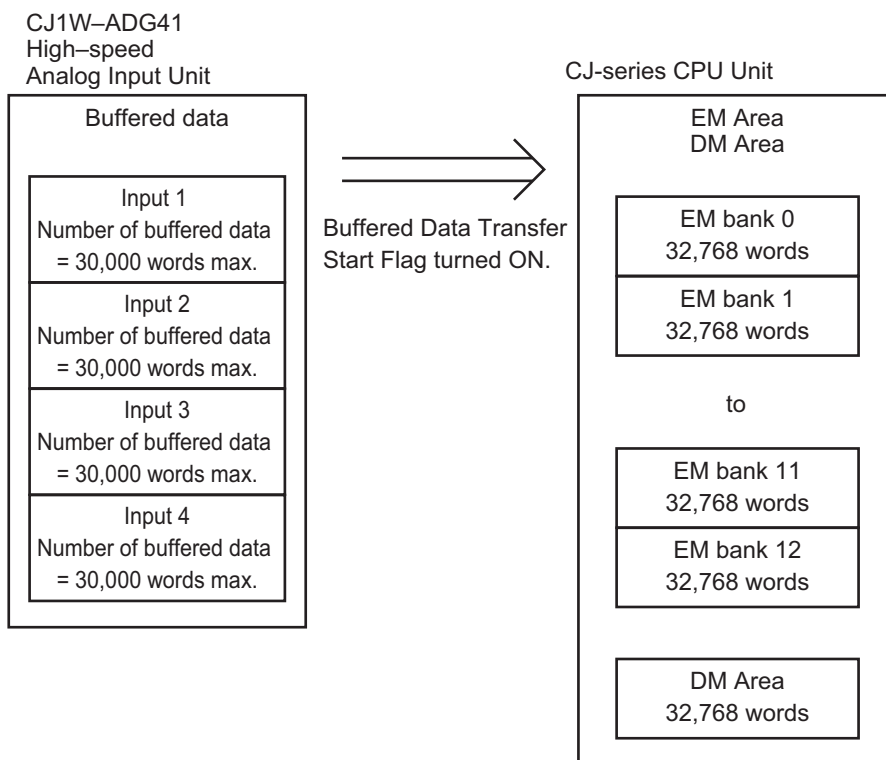 CJ1W–ADG41
High–speed
Analog Input Unit
Buffered data
Input 1
Number of buffered data
= 30,000 words max.
Input 2
Number of buffered data
= 30,000 words max.
Input 3
Number of buffered data
= 30,000 words max.
Input 4
Number of buffered data
= 30,000 words max.
Buffered Data Transfer
Start Flag turned ON.
CJ-series CPU Unit
EM Area
DM Area
EM bank 0
32,768 words
EM bank 1
32,768 words
to
EM bank 11
32,768 words
EM bank 12
32,768 words
DM Area
32,768 words